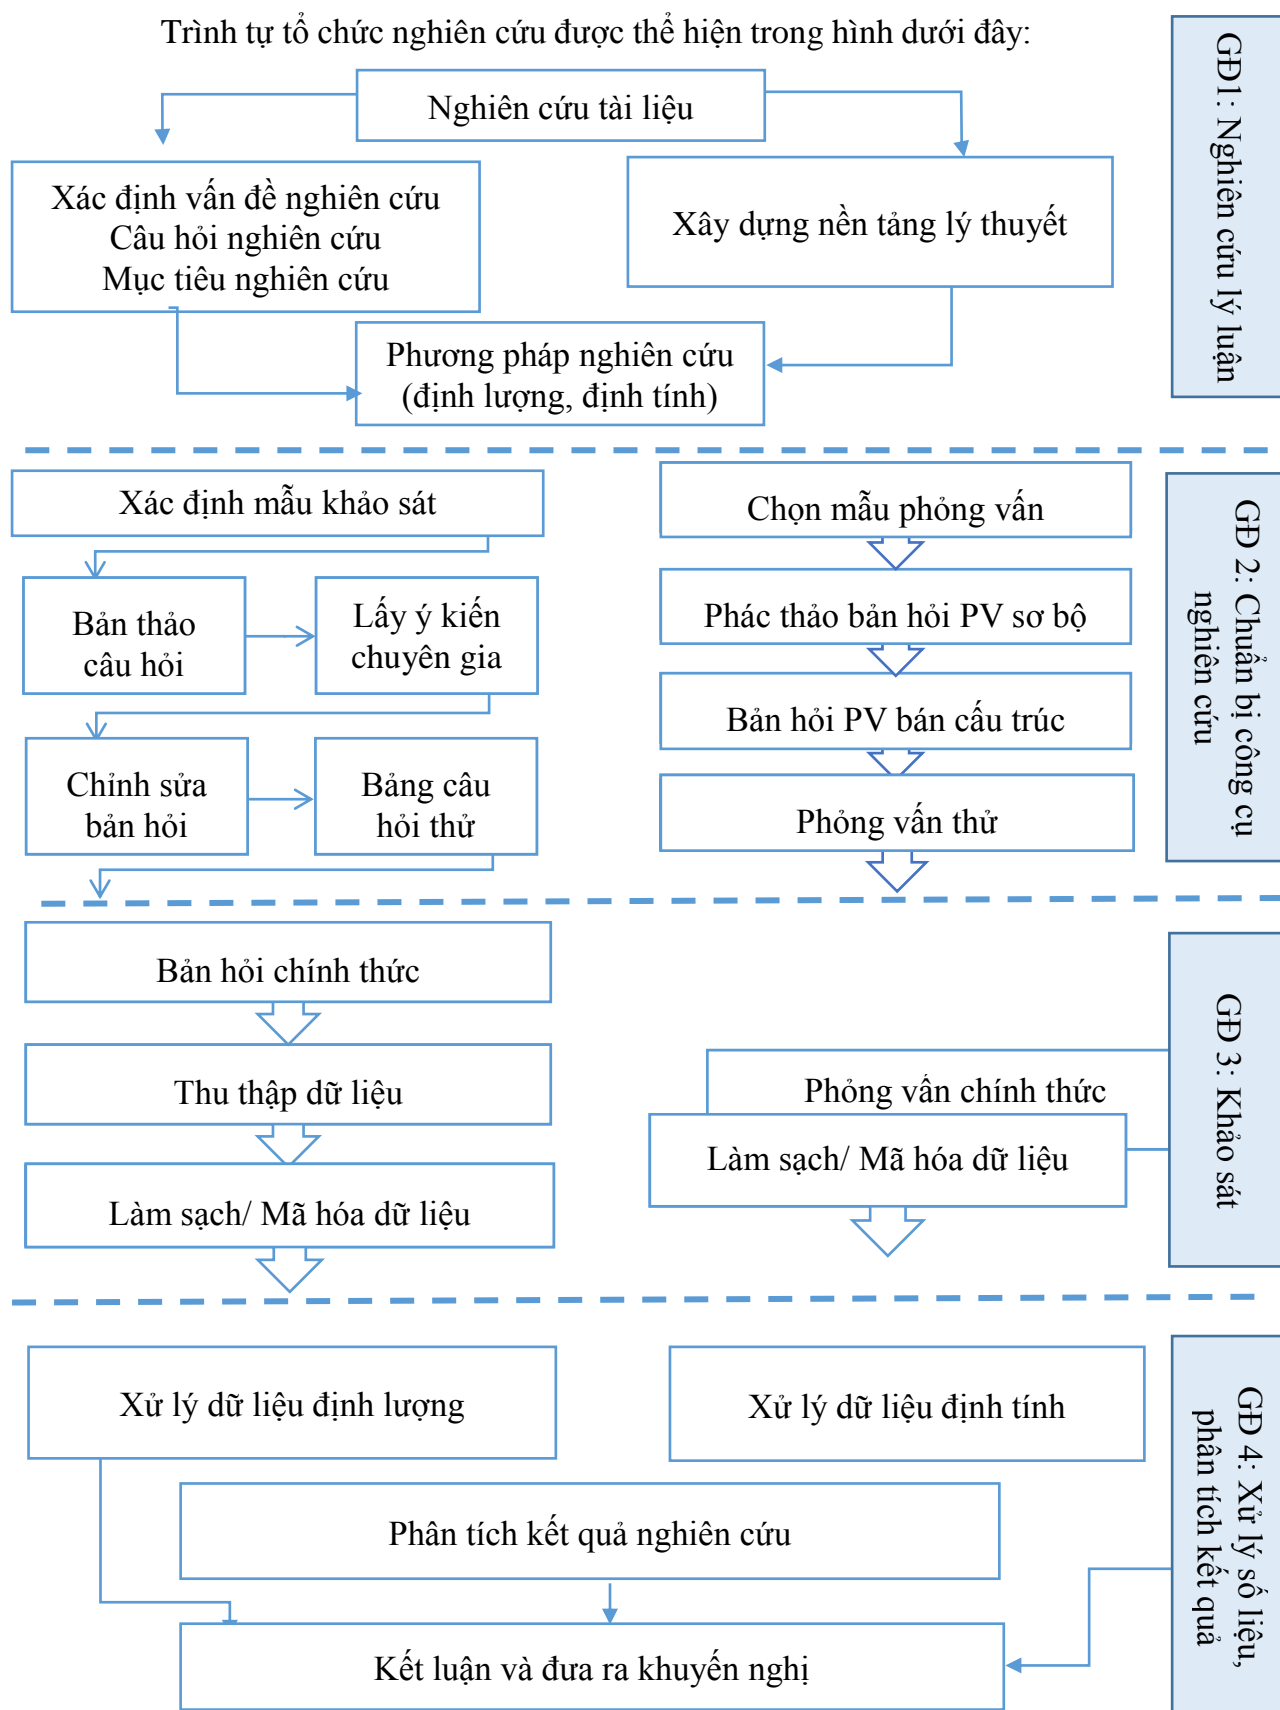 Trình tự tổ chức nghiên cứu được thể hiện trong hình dưới đây:
Nghiên cứu tài liệu
Xác định vấn đề nghiên cứu
Câu hỏi nghiên cứu
Mục tiêu nghiên cứu
Xây dựng nền tảng lý thuyết
Phương pháp nghiên cứu
(định lượng, định tính)
GĐ1: Nghiên cứu lý luận
Xác định mẫu khảo sát
Bản thảo
câu hỏi
Lấy ý kiến
chuyên gia
Chỉnh sửa
bản hỏi
Bảng câu
hỏi thử
Chọn mẫu phỏng vấn
Phác thảo bản hỏi PV sơ bộ
Bản hỏi PV bán cấu trúc
Phỏng vấn thử
GĐ 2: Chuẩn bị công cụ
nghiên cứu
Bản hỏi chính thức
Thu thập dữ liệu
Làm sạch/ Mã hóa dữ liệu
Phỏng vấn chính thức
Làm sạch/ Mã hóa dữ liệu
GĐ 3: Khảo sát
Xử lý dữ liệu định lượng
Xử lý dữ liệu định tính
Phân tích kết quả nghiên cứu
Kết luận và đưa ra khuyến nghị
GĐ 4: Xử lý số liệu,
phân tích kết quả